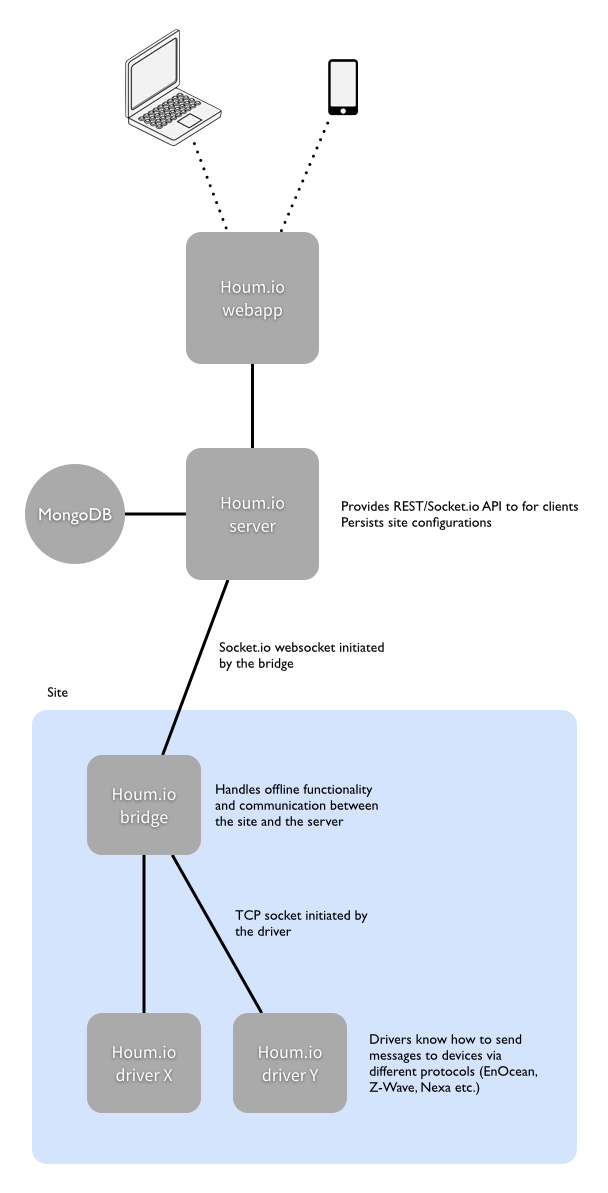 Houm.io
webapp
MongoDB
Houm.io
server
Provides REST/Socket.io API to for clients
Persists site configurations
Socket.io websocket initiated
by the bridge
Site
Houm.io
bridge
Handles offline functionality
and communication between
the site and the server
TCP socket initiated by
the driver
Houm.io
driver X
Houm.io
driver Y
Drivers know how to send
messages to devices via
different protocols (EnOcean,
Z-Wave, Nexa etc.)